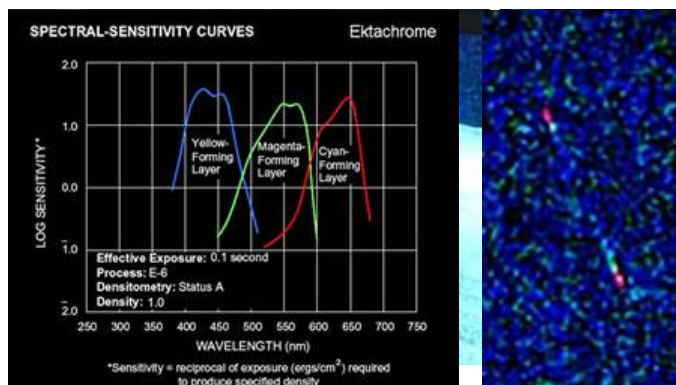 SPECTRAL-SENSITIVITY CURVES Ektachrome
2.0
1.0
0.0
1.0
2.0
LOG SENSITIVITY*
Yellow-
Forming
Layer
Magenta-
Forming
Layer
Cyan-
Forming
Layer
Effective Exposure: 0.1 second
Process: E-6
Densitometry: Status A
Density: 1.0
250 300 350 400 450 500 550 600 650 700 750
WAVELENGTH (nm)
*Sensitivity = reciprocal of exposure (ergs/cm²) required
to produce specified density